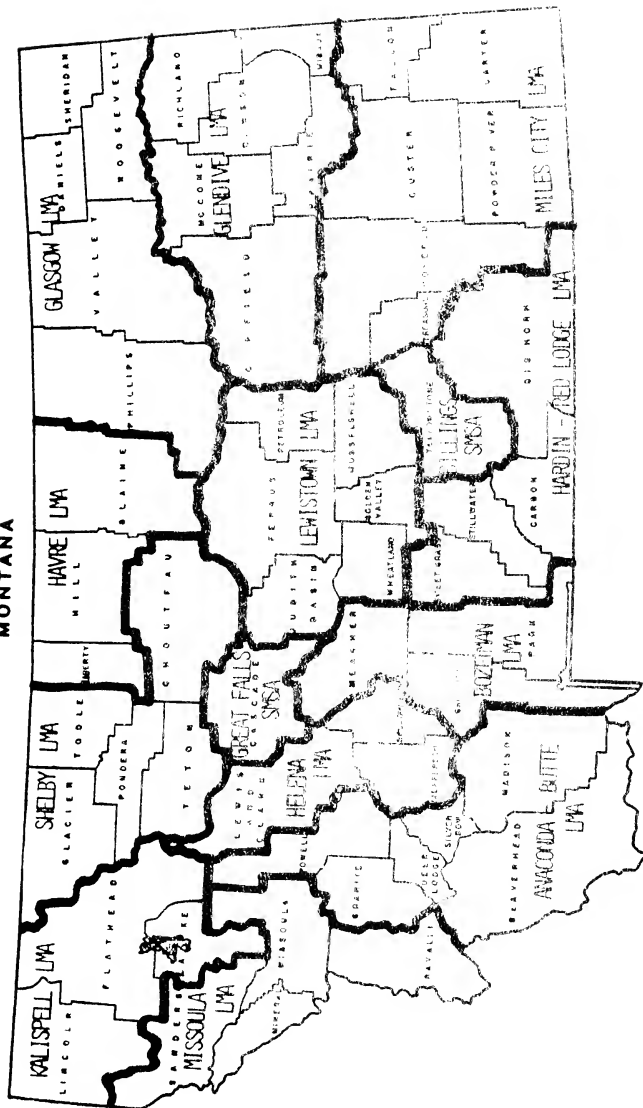 MONTANA
KALISPELL LMA
LINCOLN
FLATHEAD
SANDERS
LAKE
MISSOULA LMA
MISSOULA
MINERAL
RAVALLI
GRANITE
POWELL
DEER LODGE
SILVER BOW
BEAVERHEAD
ANACONDA BUTTE LMA
MADISON
JEFFERSON
LEWIS AND CLARK
HELENA LMA
SHELBY LMA
GLACIER
TOOLE
PONDERA
TETON
LIBERTY
HAVRE LMA
HILL
BLAINE
CHOUTEAU
GREAT FALLS SMSA
CASCADE
MEAGHER
JUDITH BASIN
FERGUS
LEWISTOWN LMA
PETROLEUM
WHEATLAND
GOLDEN VALLEY
MUSSELSHELL
BOZEMAN LMA
PARK
SWEET GRASS
STILLWATER
CARBON
YELLOWSTONE
BILLINGS SMSA
BIG HORN
HARDIN - RED LODGE LMA
GLASGOW LMA
PHILLIPS
VALLEY
DANIELS
SHERIDAN
ROOSEVELT
RICHLAND
MCCONE
GLENDIVE LMA
DAWSON
GARFIELD
PRAIRIE
WIBAUX
FALLON
CUSTER
CARTER
POWDER RIVER
MILES CITY LMA